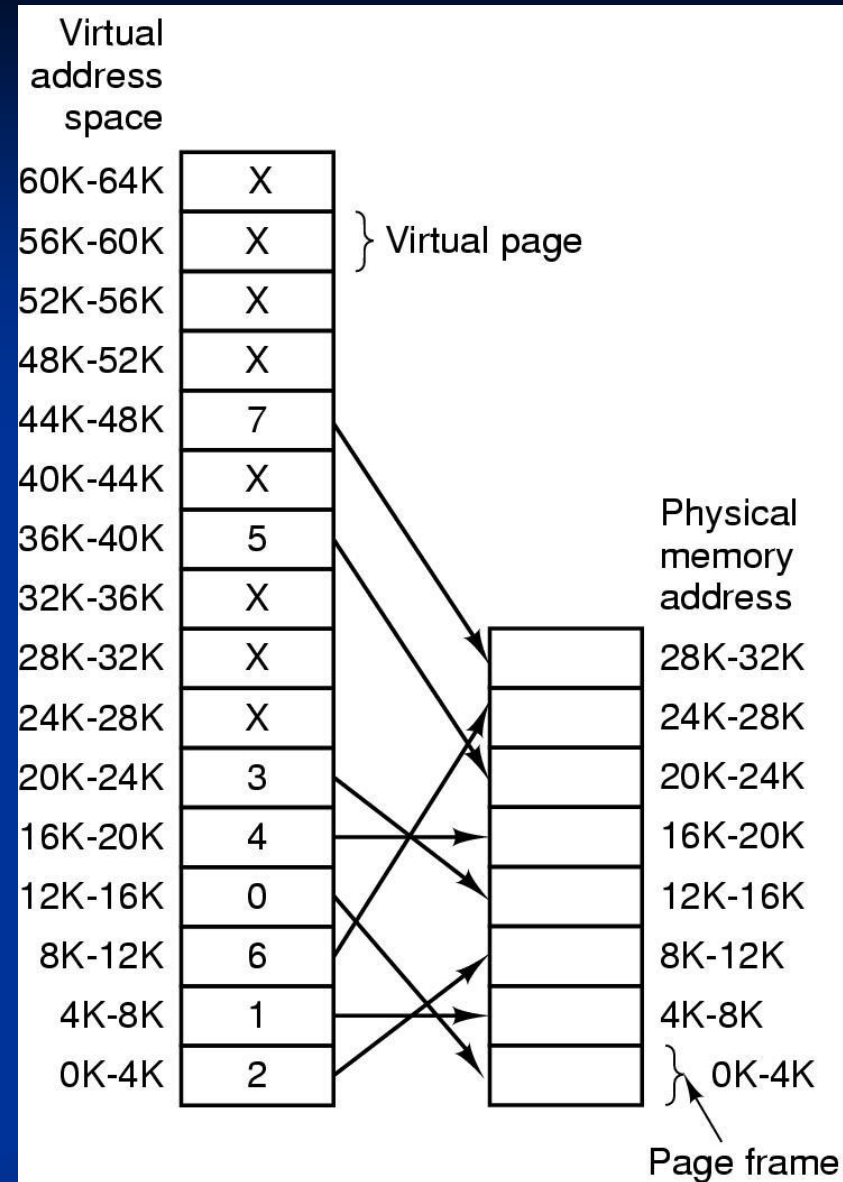 Virtual
address
space
60K-64K X
56K-60K X Virtual page
52K-56K X
48K-52K X
44K-48K 7
40K-44K X
36K-40K 5
32K-36K X
28K-32K X
24K-28K X
20K-24K 3
16K-20K 4
12K-16K 0
8K-12K 6
4K-8K 1
0K-4K 2
Physical
memory
address
28K-32K
24K-28K
20K-24K
16K-20K
12K-16K
8K-12K
4K-8K
0K-4K
Page frame